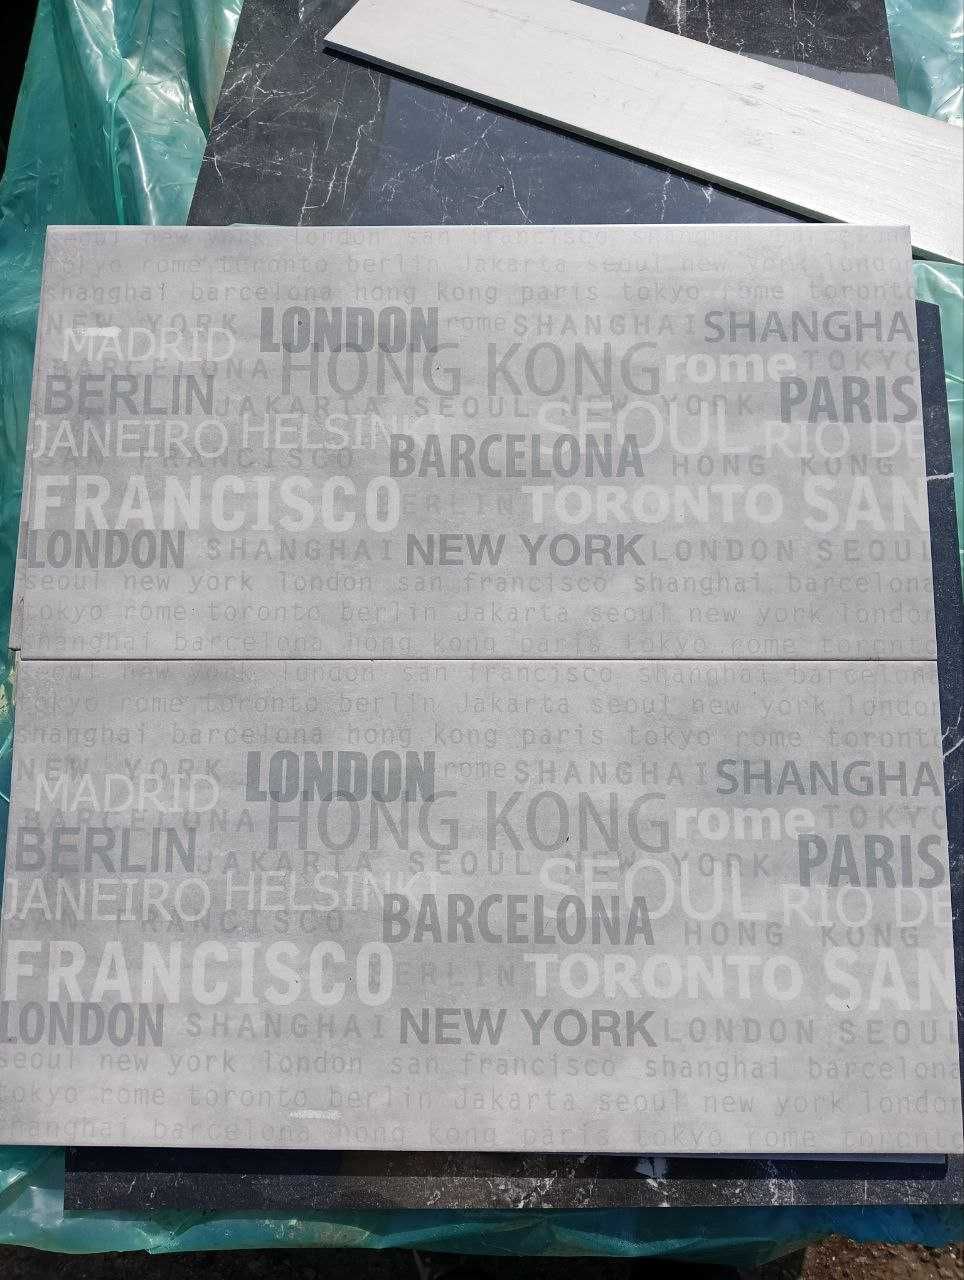 seoul new york london san francisco shanghai barcelona
tokyo rome toronto berlin Jakarta seoul new york london
shanghai barcelona hong kong paris tokyo rome toronto
NEW YORK LONDON rome SHANGHAI SHANGHA
MADRID HONG KONG rome TOKYO
BARCELONA
BERLIN JAKARTA SEOUL NEW YORK PARIS
JANEIRO HELSINKI SEOUL RIO DE
SAN FRANCISCO BARCELONA HONG KONG
FRANCISCO BERLIN TORONTO SAN
LONDON SHANGHAI NEW YORK LONDON SEOUL
seoul new york london san francisco shanghai barcelona
tokyo rome toronto berlin Jakarta seoul new york london
shanghai barcelona hong kong paris tokyo rome toronto
seoul new york london san francisco shanghai barcelona
tokyo rome toronto berlin Jakarta seoul new york london
shanghai barcelona hong kong paris tokyo rome toronto
NEW YORK LONDON rome SHANGHAI SHANGHA
MADRID HONG KONG rome TOKYO
BARCELONA
BERLIN JAKARTA SEOUL NEW YORK PARIS
JANEIRO HELSINKI SEOUL RIO DE
SAN FRANCISCO BARCELONA HONG KONG
FRANCISCO BERLIN TORONTO SAN
LONDON SHANGHAI NEW YORK LONDON SEOUL
seoul new york london san francisco shanghai barcelona
tokyo rome toronto berlin Jakarta seoul new york london
shanghai barcelona hong kong paris tokyo rome toronto